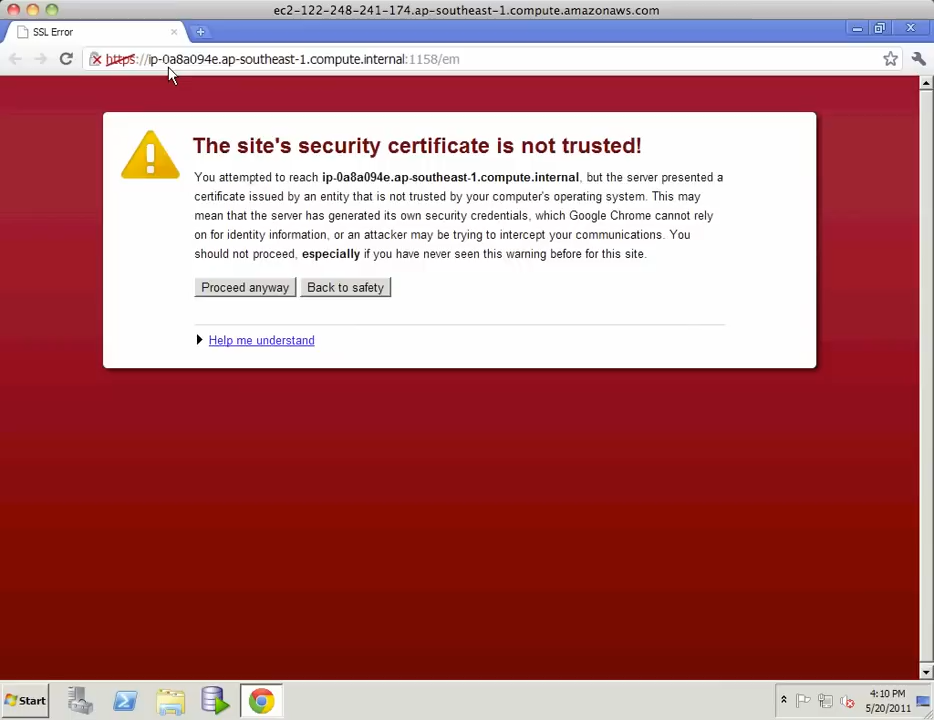 ec2-122-248-241-174.ap-southeast-1.compute.amazonaws.com
SSL Error
https://ip-0a8a094e.ap-southeast-1.compute.internal:1158/em
The site's security certificate is not trusted!
You attempted to reach ip-0a8a094e.ap-southeast-1.compute.internal, but the server presented a
certificate issued by an entity that is not trusted by your computer's operating system. This may
mean that the server has generated its own security credentials, which Google Chrome cannot rely
on for identity information, or an attacker may be trying to intercept your communications. You
should not proceed, especially if you have never seen this warning before for this site.
Proceed anyway
Back to safety
Help me understand
Start
4:10 PM
5/20/2011